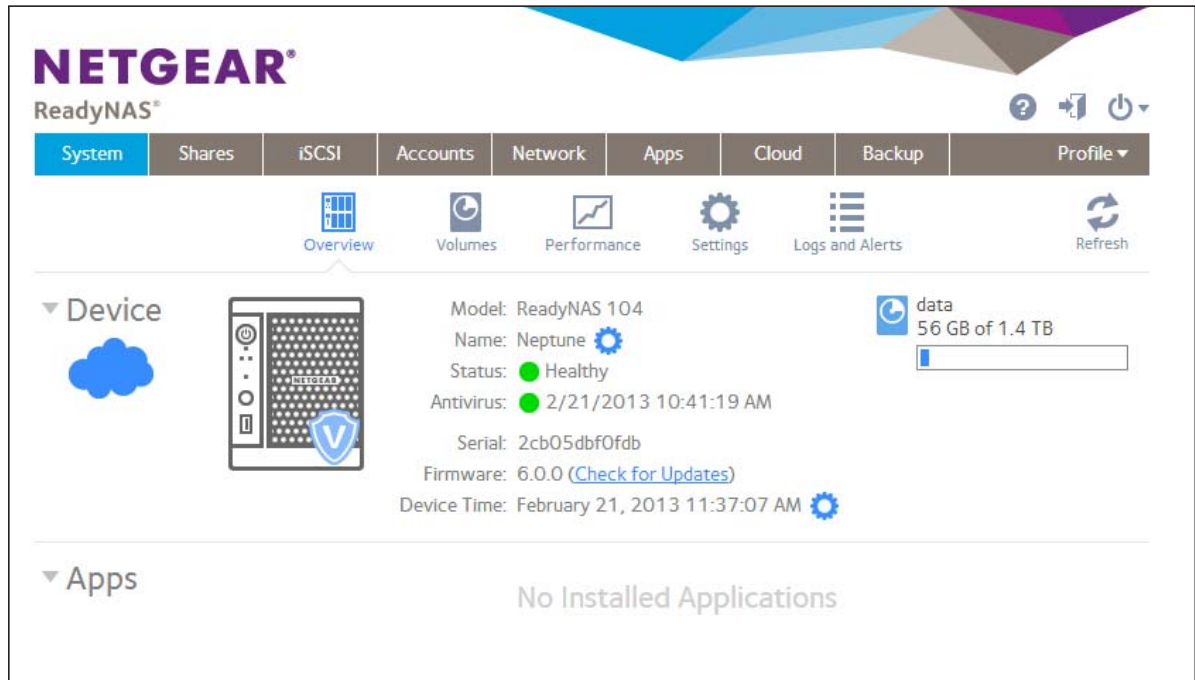 NETGEAR®
ReadyNAS®
System Shares iSCSI Accounts Network Apps Cloud Backup Profile
Overview Volumes Performance Settings Logs and Alerts Refresh
Device
Model: ReadyNAS 104
Name: Neptune
Status: Healthy
Antivirus: 2/21/2013 10:41:19 AM
Serial: 2cb05dbf0fdb
Firmware: 6.0.0 (Check for Updates)
Device Time: February 21, 2013 11:37:07 AM
NETGEAR
V
data
56 GB of 1.4 TB
Apps
No Installed Applications